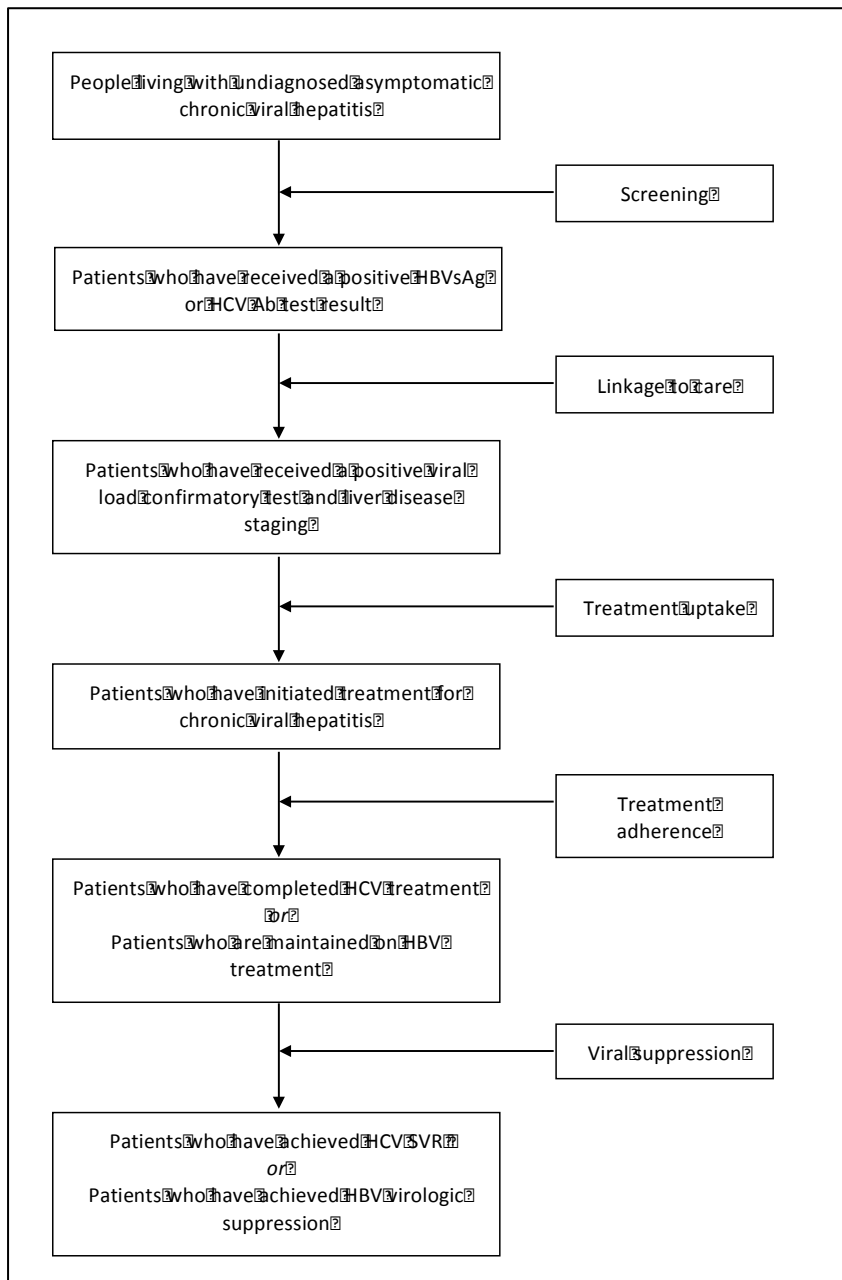 People living with undiagnosed asymptomatic
chronic viral hepatitis
Screening
Patients who have received a positive HBVsAg
or HCV Ab test result
Linkage to care
Patients who have received a positive viral
load confirmatory test and liver disease
staging
Treatment uptake
Patients who have initiated treatment for
chronic viral hepatitis
Treatment
adherence
Patients who have completed HCV treatment
or
Patients who are maintained on HBV
treatment
Viral suppression
Patients who have achieved HCV SVR
or
Patients who have achieved HBV virologic
suppression